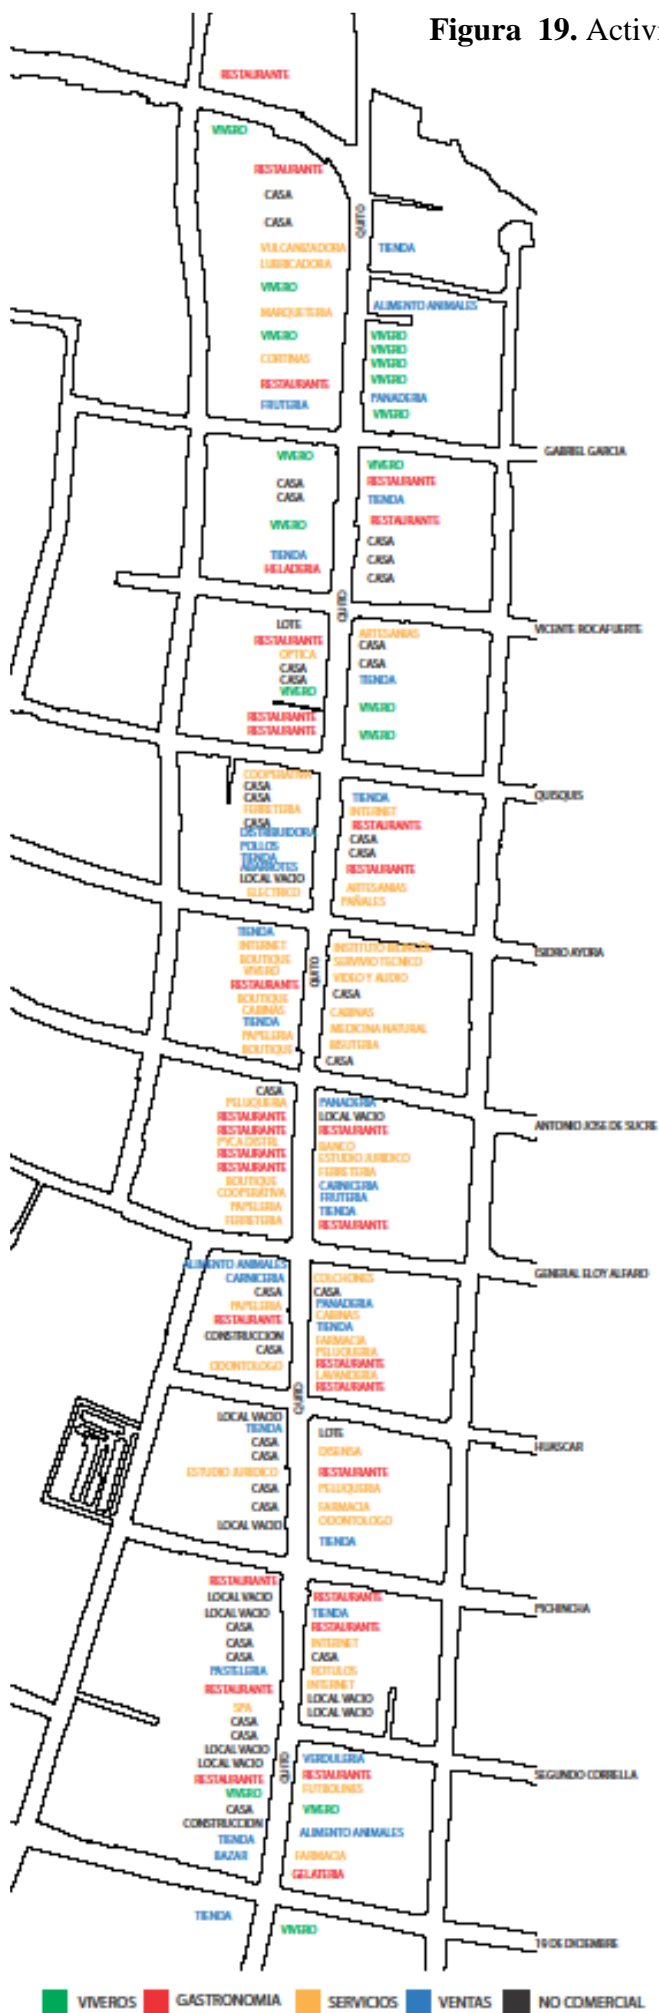 Figura 19. Activi
RESTAURANTE
VIVERO
RESTAURANTE
CASA
CASA
VULCANIZADORA
LUBRICADORA
VIVERO
MARQUETERIA
VIVERO
CORTINAS
RESTAURANTE
FRUTERIA
QUITO
TIENDA
ALIMENTO ANIMALES
VIVERO
VIVERO
VIVERO
VIVERO
PANADERIA
VIVERO
GABRIEL GARCIA
VIVERO
CASA
CASA
VIVERO
TIENDA
HELADERIA
VIVERO
RESTAURANTE
TIENDA
RESTAURANTE
CASA
CASA
CASA
QUITO
VICENTE ROCAFUERTE
LOTE
RESTAURANTE
OPTICA
CASA
CASA
VIVERO
RESTAURANTE
RESTAURANTE
ARTESANIAS
CASA
CASA
TIENDA
VIVERO
VIVERO
QUISQUIS
COOPERATIVA
CASA
CASA
FERRETERIA
CASA
DISTRIBUIDORA
POLLOS
TIENDA
ABARROTES
LOCAL VACIO
ELECTRICO
TIENDA
INTERNET
RESTAURANTE
CASA
CASA
RESTAURANTE
ARTESANIAS
PAÑALES
ISIDRO AYORA
TIENDA
INTERNET
BOUTIQUE
VIVERO
RESTAURANTE
BOUTIQUE
CABINAS
TIENDA
PAPELERIA
BOUTIQUE
QUITO
INSTITUTO
SERVIVIO TECNICO
VIDEO Y AUDIO
CASA
CABINAS
MEDICINA NATURAL
BISUTERIA
CASA
ANTONIO JOSE DE SUCRE
CASA
PELUQUERIA
RESTAURANTE
RESTAURANTE
PYCA DISTRI.
RESTAURANTE
RESTAURANTE
BOUTIQUE
COOPERATIVA
PAPELERIA
FERRETERIA
PANADERIA
LOCAL VACIO
RESTAURANTE
BANCO
ESTUDIO JURIDICO
FERRETERIA
CARNICERIA
FRUTERIA
TIENDA
RESTAURANTE
GENERAL ELOY ALFARO
ALIMENTO ANIMALES
CARNICERIA
CASA
PAPELERIA
RESTAURANTE
CONSTRUCCION
CASA
ODONTOLOGO
COLCHONES
CASA
PANADERIA
CABINAS
TIENDA
FARMACIA
PELUQUERIA
RESTAURANTE
LAVANDERIA
RESTAURANTE
QUITO
HUASCAR
LOCAL VACIO
TIENDA
CASA
CASA
ESTUDIO JURIDICO
CASA
CASA
LOCAL VACIO
LOTE
DISENSA
RESTAURANTE
PELUQUERIA
FARMACIA
ODONTOLOGO
TIENDA
PICHINCHA
RESTAURANTE
LOCAL VACIO
LOCAL VACIO
CASA
CASA
CASA
PASTELERIA
RESTAURANTE
SPA
CASA
CASA
LOCAL VACIO
LOCAL VACIO
RESTAURANTE
VIVERO
CASA
CONSTRUCCION
TIENDA
BAZAR
RESTAURANTE
TIENDA
RESTAURANTE
INTERNET
CASA
ROTULOS
INTERNET
LOCAL VACIO
LOCAL VACIO
SEGUNDO CORRELLA
QUITO
VERDULERIA
RESTAURANTE
FUTBOLINES
VIVERO
ALIMENTO ANIMALES
FARMACIA
GELATERIA
TIENDA
VIVERO
19 DE DICIEMBRE
VIVEROS GASTRONOMIA SERVICIOS VENTAS NO COMERCIAL